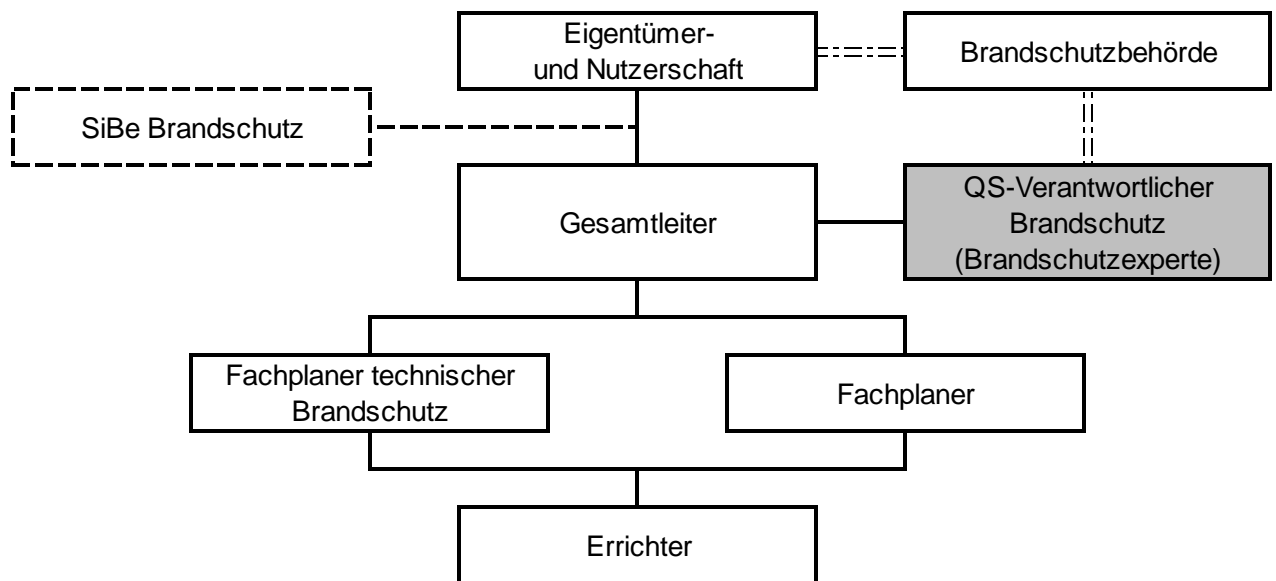 Eigentümer-
und Nutzerschaft
Brandschutzbehörde
SiBe Brandschutz
Gesamtleiter
QS-Verantwortlicher
Brandschutz
(Brandschutzexperte)
Fachplaner technischer
Brandschutz
Fachplaner
Errichter